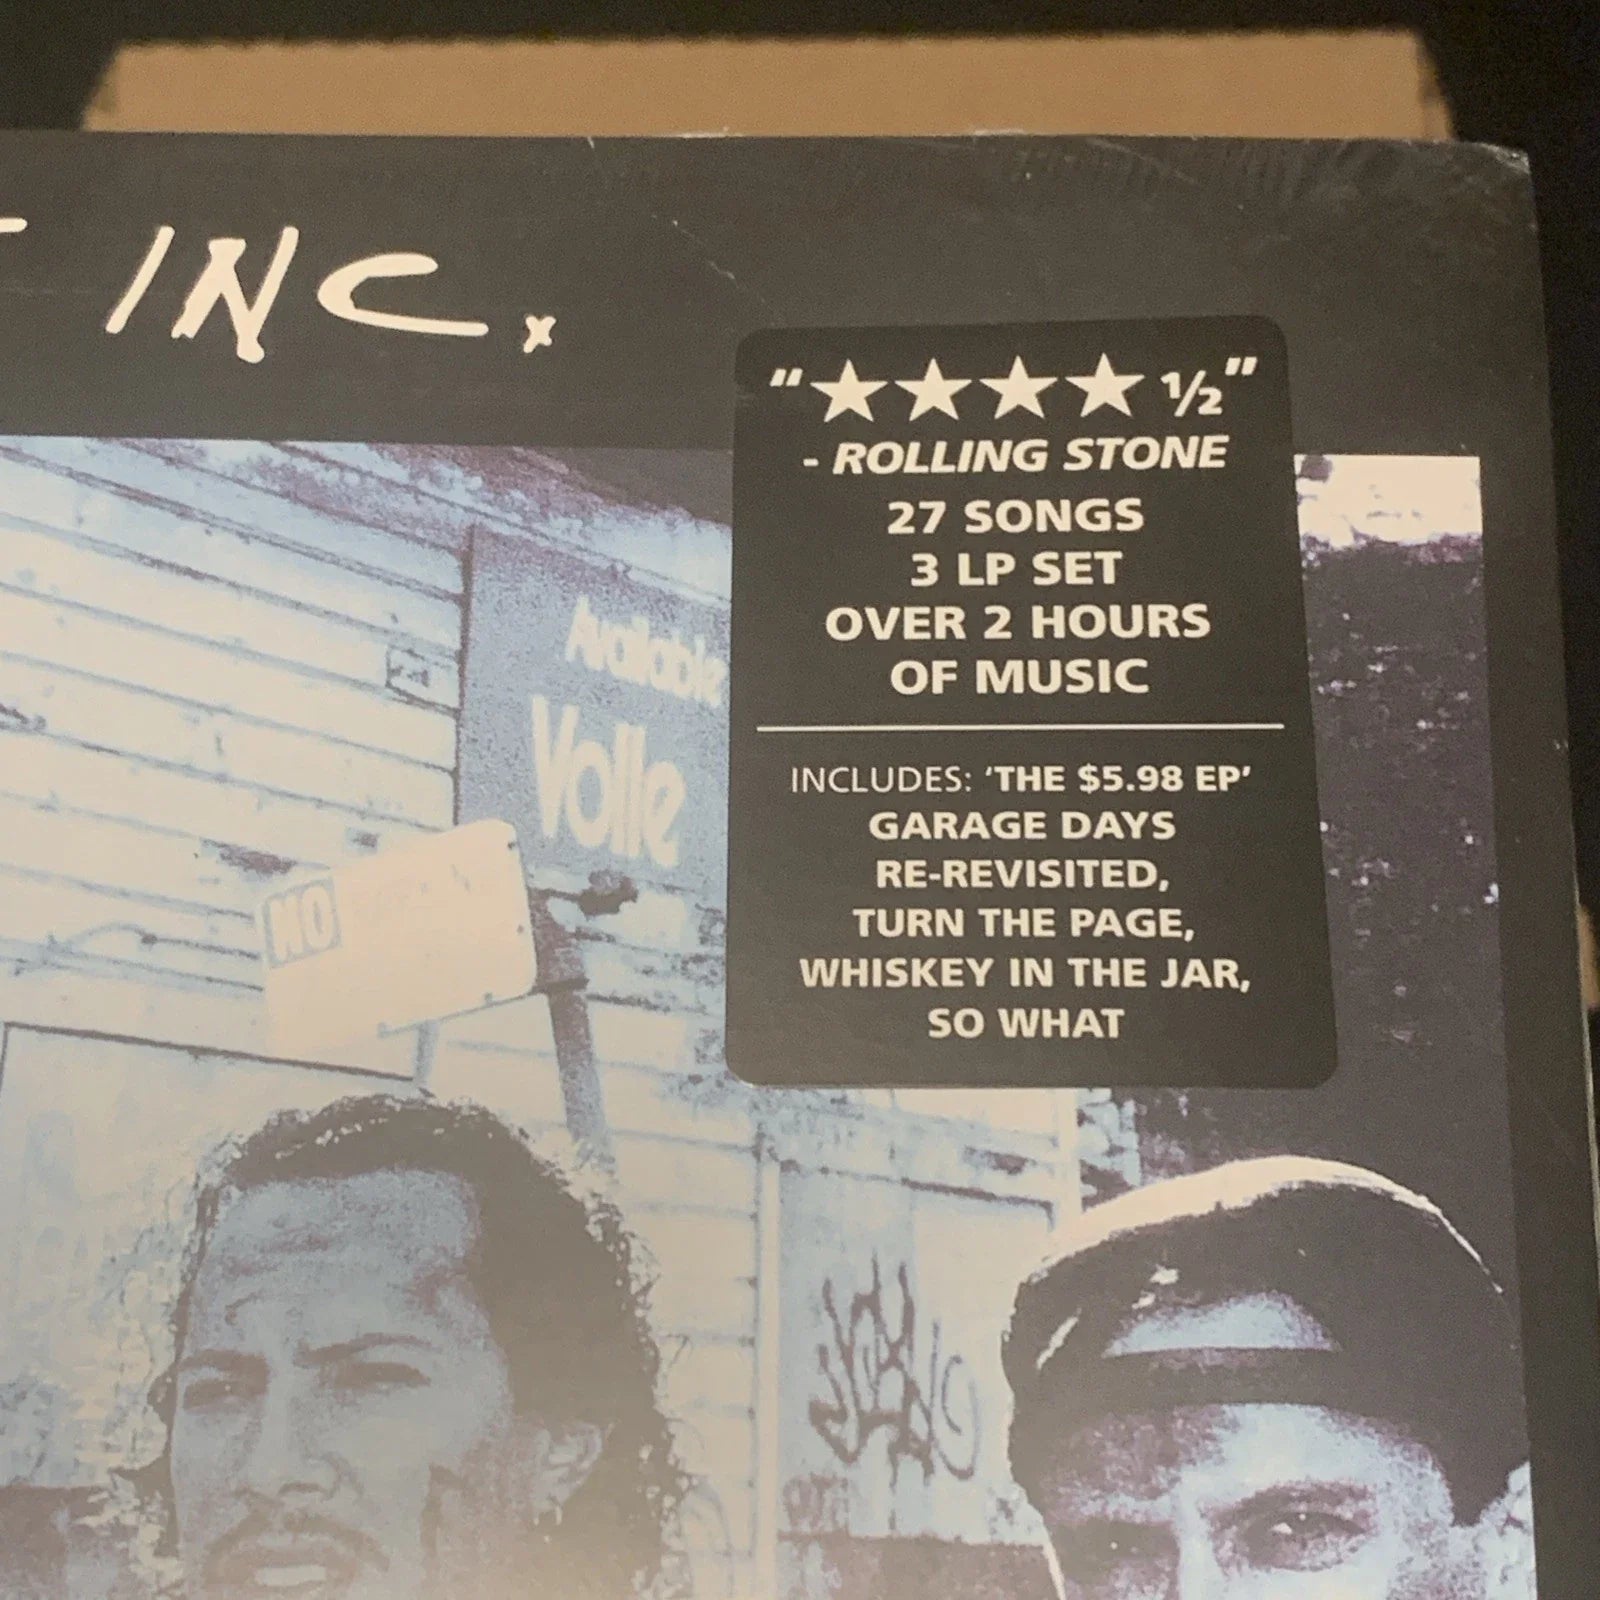 INC.
"★★★★ ½"
- ROLLING STONE
27 SONGS
3 LP SET
OVER 2 HOURS
OF MUSIC
INCLUDES: 'THE $5.98 EP'
GARAGE DAYS
RE-REVISITED,
TURN THE PAGE,
WHISKEY IN THE JAR,
SO WHAT
Available
Volle
NO